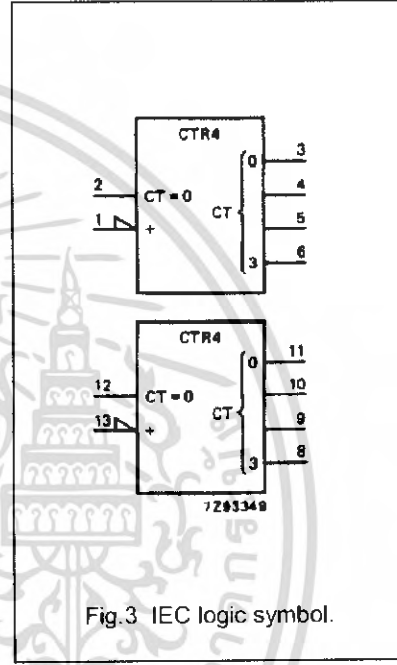 CTR4
0 3
2 4
CT = 0 CT
1 + 5
3 6
CTR4
0 11
12 10
CT = 0 CT
13 + 9
3 8
7Z93349
Fig.3 IEC logic symbol.